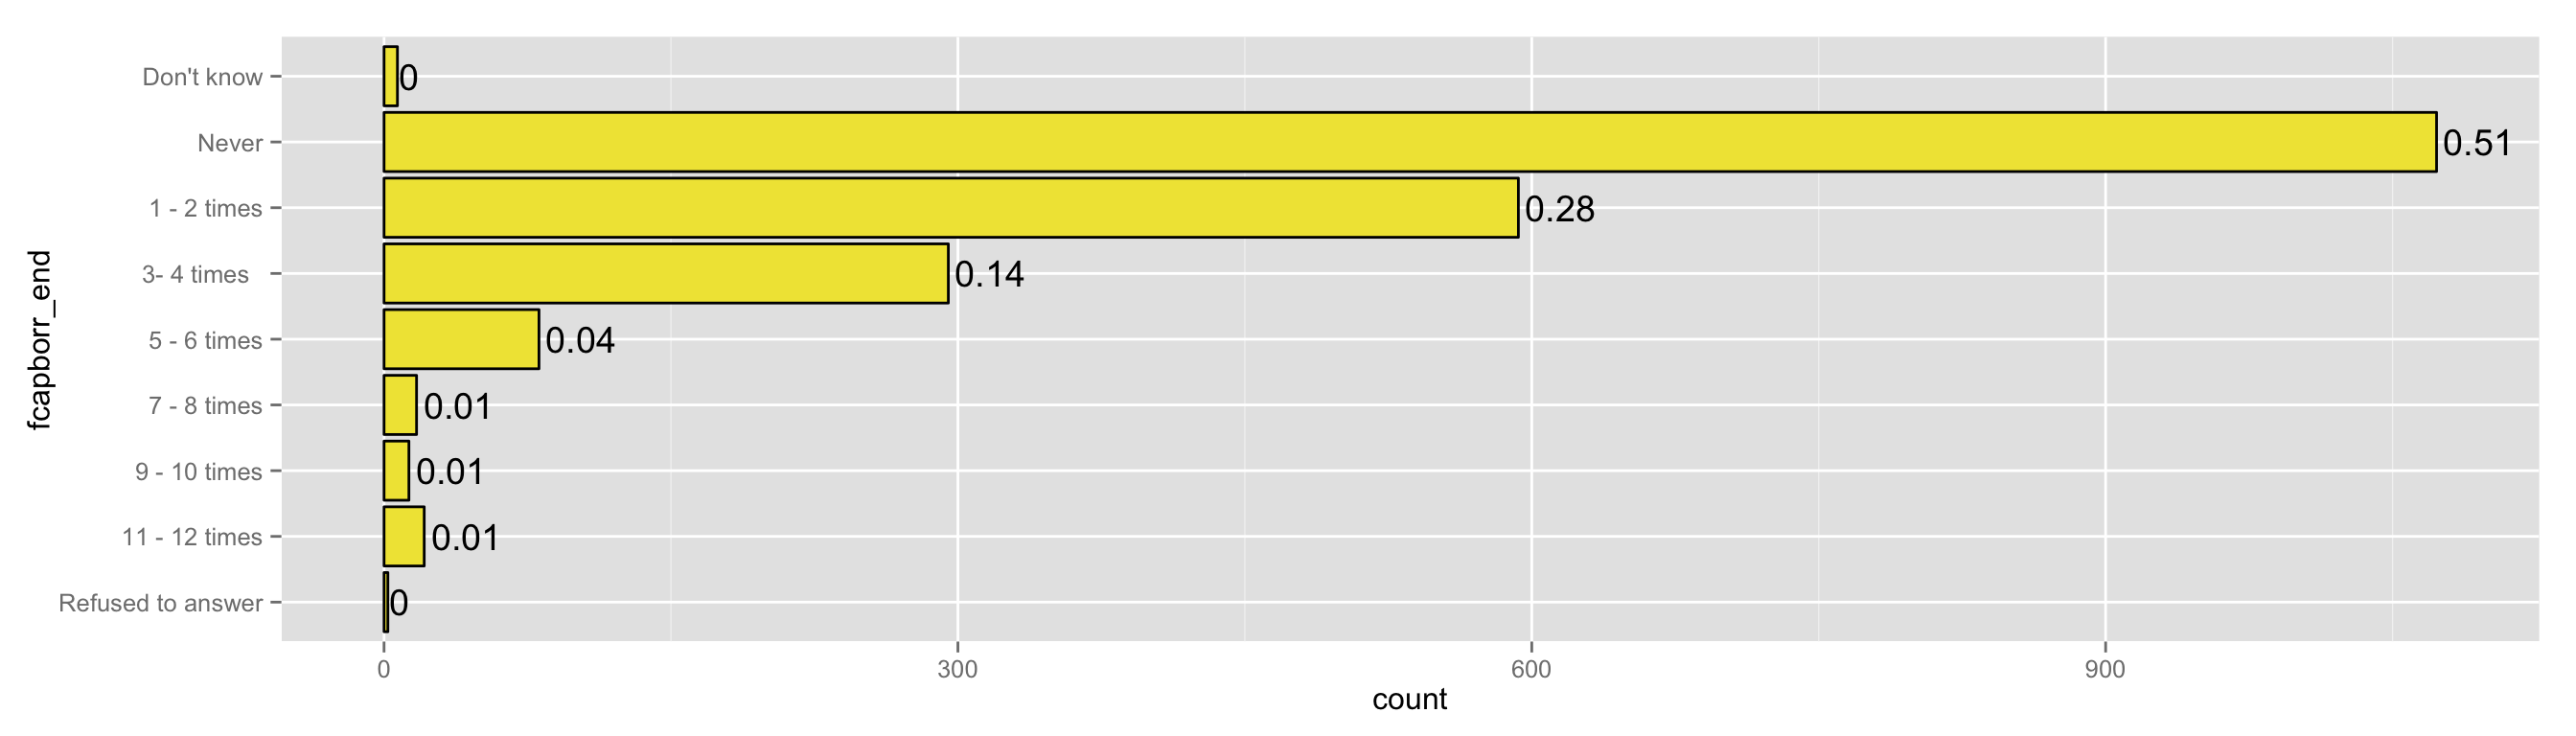 Don't know
0
Never
0.51
1 - 2 times
0.28
3- 4 times
0.14
5 - 6 times
0.04
7 - 8 times
0.01
9 - 10 times
0.01
11 - 12 times
0.01
Refused to answer
0
fcapborr_end
0 300 600 900
count